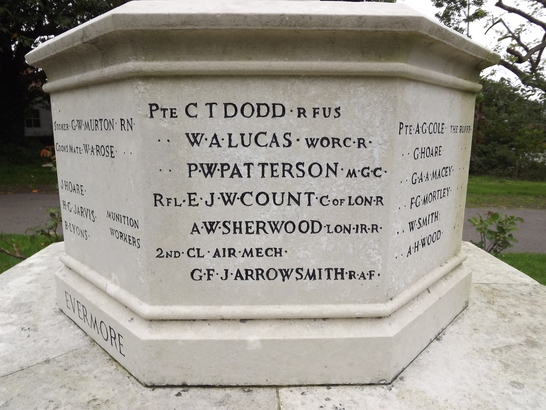 STOKER·G·W·MURTON·RN·
COOKS MATE·W·A·ROSE··
J·HOARE·
H·G·JARVIS· MUNITION
B·LYONS· WORKERS
EVERMORE
PTE C T DODD·R FUS
·· W·A·LUCAS WORC·R·
·· P·W·PATTERSON·M·G·C·
RFL·E·J·W·COUNT·C OF LON·R
·· A·W·SHERWOOD LON·IR·R·
2ND·CL·AIR·MECH·
G·F·J·ARROWSMITH·R·A·F·
PTE·A·G·COLE THE BUFFS
·· G·HOARE
·· G·A·A·MACEY
·· F·G·MORTLEY
·· W·SMITH
·· A·H·WOOD